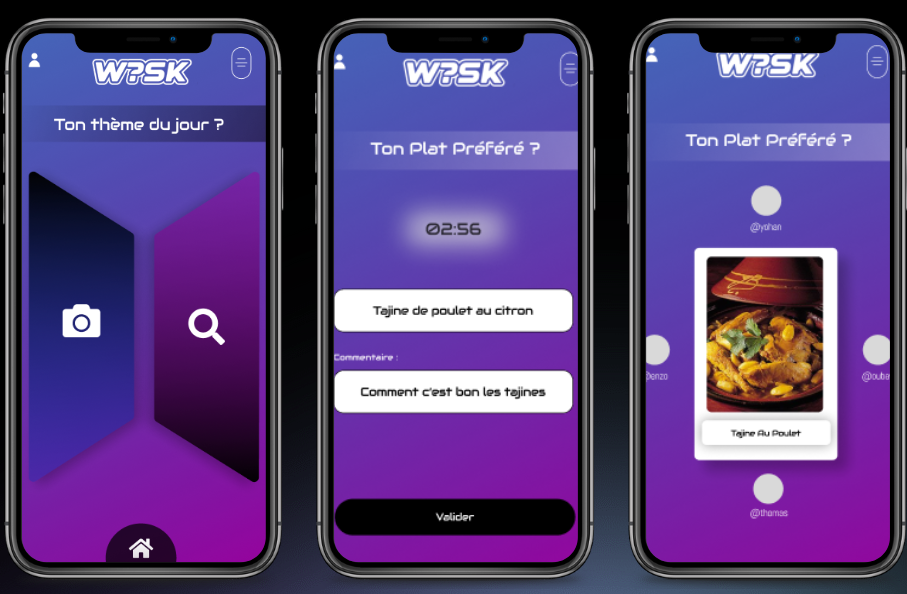 W?SK
Ton thème du jour ?
W?SK
Ton Plat Préféré ?
02:56
Tajine de poulet au citron
Commentaire :
Comment c'est bon les tajines
Valider
W?SK
Ton Plat Préféré ?
@yohan
@enzo
@ouba
Tajine Au Poulet
@thomas